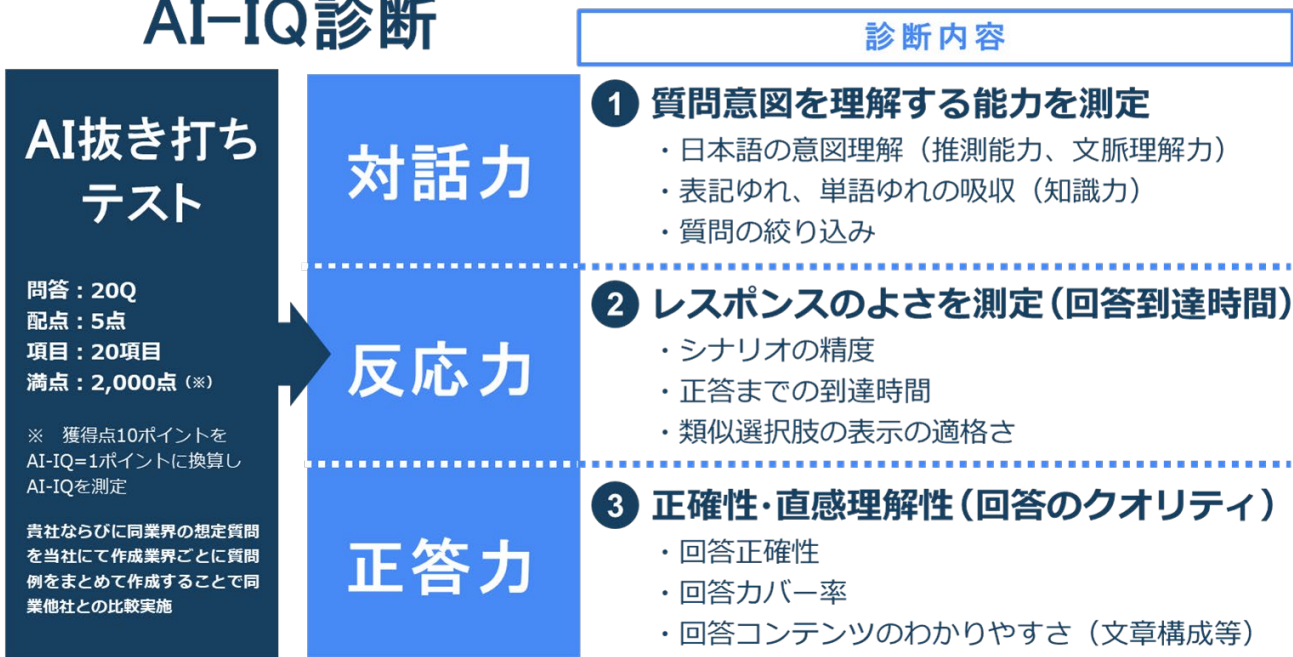 AI-IQ診断
診断内容
AI抜き打ち
テスト
問答：20Q
配点：5点
項目：20項目
満点：2,000点（※）
※　獲得点10ポイントを
AI-IQ=1ポイントに換算し
AI-IQを測定
貴社ならびに同業界の想定質問
を当社にて作成業界ごとに質問
例をまとめて作成することで同
業他社との比較実施
対話力
1 質問意図を理解する能力を測定
・日本語の意図理解（推測能力、文脈理解力）
・表記ゆれ、単語ゆれの吸収（知識力）
・質問の絞り込み
反応力
2 レスポンスのよさを測定（回答到達時間）
・シナリオの精度
・正答までの到達時間
・類似選択肢の表示の適格さ
正答力
3 正確性・直感理解性（回答のクオリティ）
・回答正確性
・回答カバー率
・回答コンテンツのわかりやすさ（文章構成等）